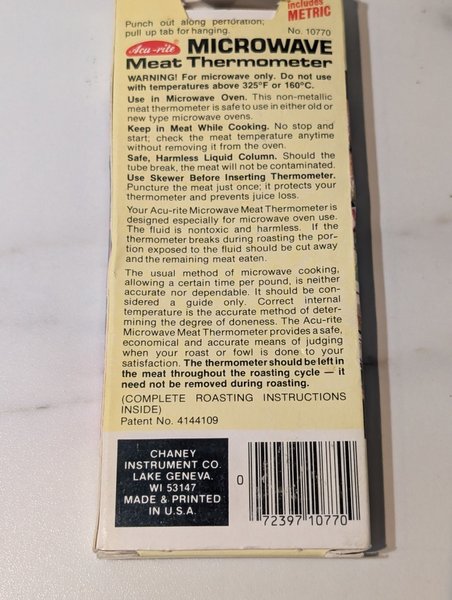 includes
METRIC
Punch out along perforation;
pull up tab for hanging.
No. 10770
Acu-rite® MICROWAVE
Meat Thermometer
WARNING! For microwave only. Do not use
with temperatures above 325°F or 160°C.
Use in Microwave Oven. This non-metallic
meat thermometer is safe to use in either old or
new type microwave ovens.
Keep in Meat While Cooking. No stop and
start; check the meat temperature anytime
without removing it from the oven.
Safe, Harmless Liquid Column. Should the
tube break, the meat will not be contaminated.
Use Skewer Before Inserting Thermometer.
Puncture the meat just once; it protects your
thermometer and prevents juice loss.
Your Acu-rite Microwave Meat Thermometer is
designed especially for microwave oven use.
The fluid is nontoxic and harmless. If the
thermometer breaks during roasting the por-
tion exposed to the fluid should be cut away
and the remaining meat eaten.
The usual method of microwave cooking,
allowing a certain time per pound, is neither
accurate nor dependable. It should be con-
sidered a guide only. Correct internal
temperature is the accurate method of deter-
mining the degree of doneness. The Acu-rite
Microwave Meat Thermometer provides a safe,
economical and accurate means of judging
when your roast or fowl is done to your
satisfaction. The thermometer should be left in
the meat throughout the roasting cycle — it
need not be removed during roasting.
(COMPLETE ROASTING INSTRUCTIONS
INSIDE)
Patent No. 4144109
CHANEY
INSTRUMENT CO.
LAKE GENEVA,
WI 53147
MADE & PRINTED
IN U.S.A.
0 72397 10770